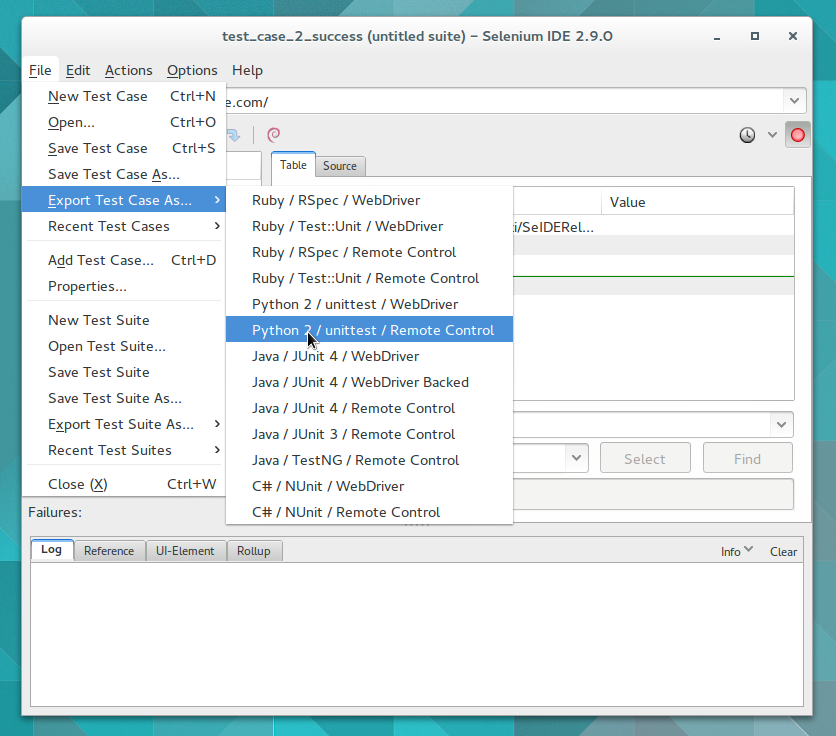 test_case_2_success (untitled suite) – Selenium IDE 2.9.0
File Edit Actions Options Help
New Test Case Ctrl+N
Open... Ctrl+O
Save Test Case Ctrl+S
Save Test Case As...
Export Test Case As...
Recent Test Cases
Add Test Case... Ctrl+D
Properties...
New Test Suite
Open Test Suite...
Save Test Suite
Save Test Suite As...
Export Test Suite As...
Recent Test Suites
Close (X) Ctrl+W
e.com/
Table Source
Value
i/SeIDERel...
Ruby / RSpec / WebDriver
Ruby / Test::Unit / WebDriver
Ruby / RSpec / Remote Control
Ruby / Test::Unit / Remote Control
Python 2 / unittest / WebDriver
Python 2 / unittest / Remote Control
Java / JUnit 4 / WebDriver
Java / JUnit 4 / WebDriver Backed
Java / JUnit 4 / Remote Control
Java / JUnit 3 / Remote Control
Java / TestNG / Remote Control
C# / NUnit / WebDriver
C# / NUnit / Remote Control
Select Find
Failures:
Log Reference UI-Element Rollup Info Clear